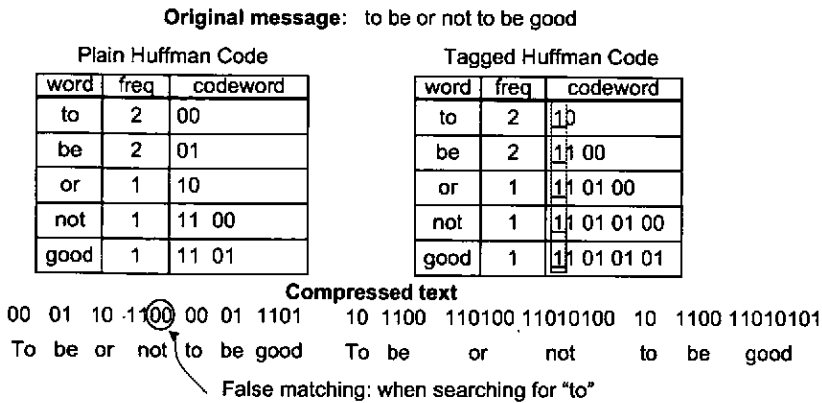 Original message: to be or not to be good
Plain Huffman Code
word freq codeword
to 2 00
be 2 01
or 1 10
not 1 11 00
good 1 11 01
Tagged Huffman Code
word freq codeword
to 2 10
be 2 11 00
or 1 11 01 00
not 1 11 01 01 00
good 1 11 01 01 01
Compressed text
00 01 10 1100 00 01 1101
To be or not to be good
10 1100 110100 11010100 10 1100 11010101
To be or not to be good
False matching: when searching for "to"